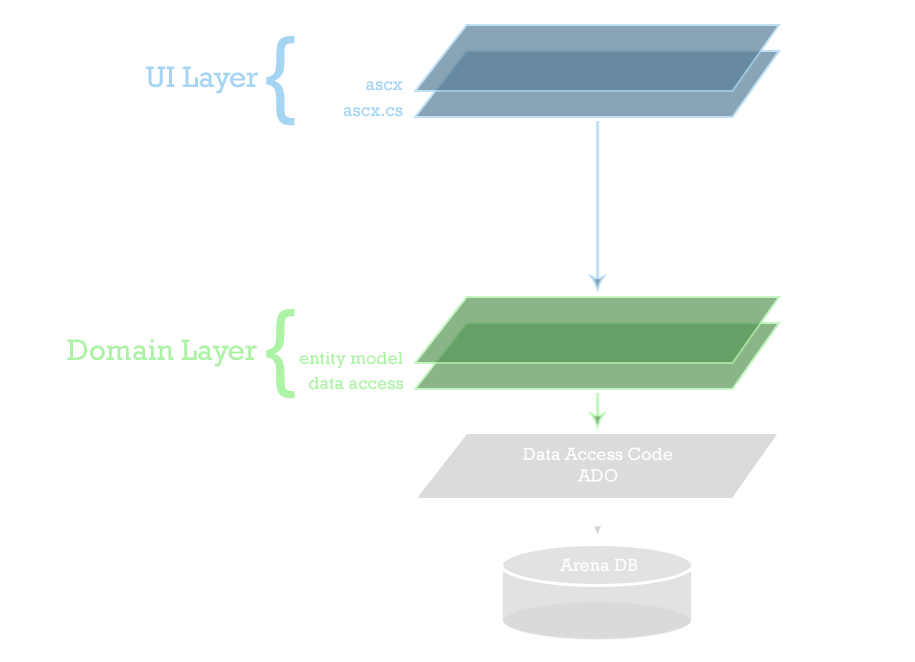 UI Layer
ascx
ascx.cs
Domain Layer
entity model
data access
Data Access Code
ADO
Arena DB